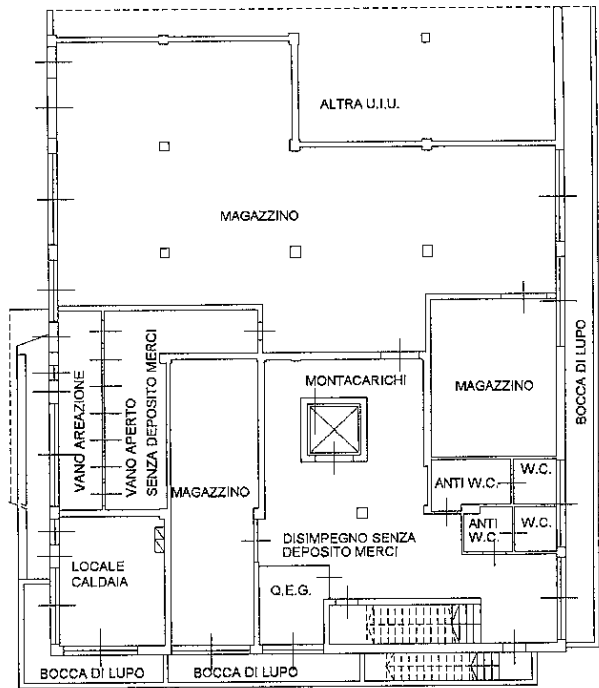 ALTRA U.I.U.
MAGAZZINO
BOCCA DI LUPO
VANO AREAZIONE
VANO APERTO
SENZA DEPOSITO MERCI
MONTACARICHI
MAGAZZINO
MAGAZZINO
ANTI W.C.
W.C.
ANTI
W.C.
W.C.
DISIMPEGNO SENZA
DEPOSITO MERCI
LOCALE
CALDAIA
Q.E.G.
BOCCA DI LUPO
BOCCA DI LUPO